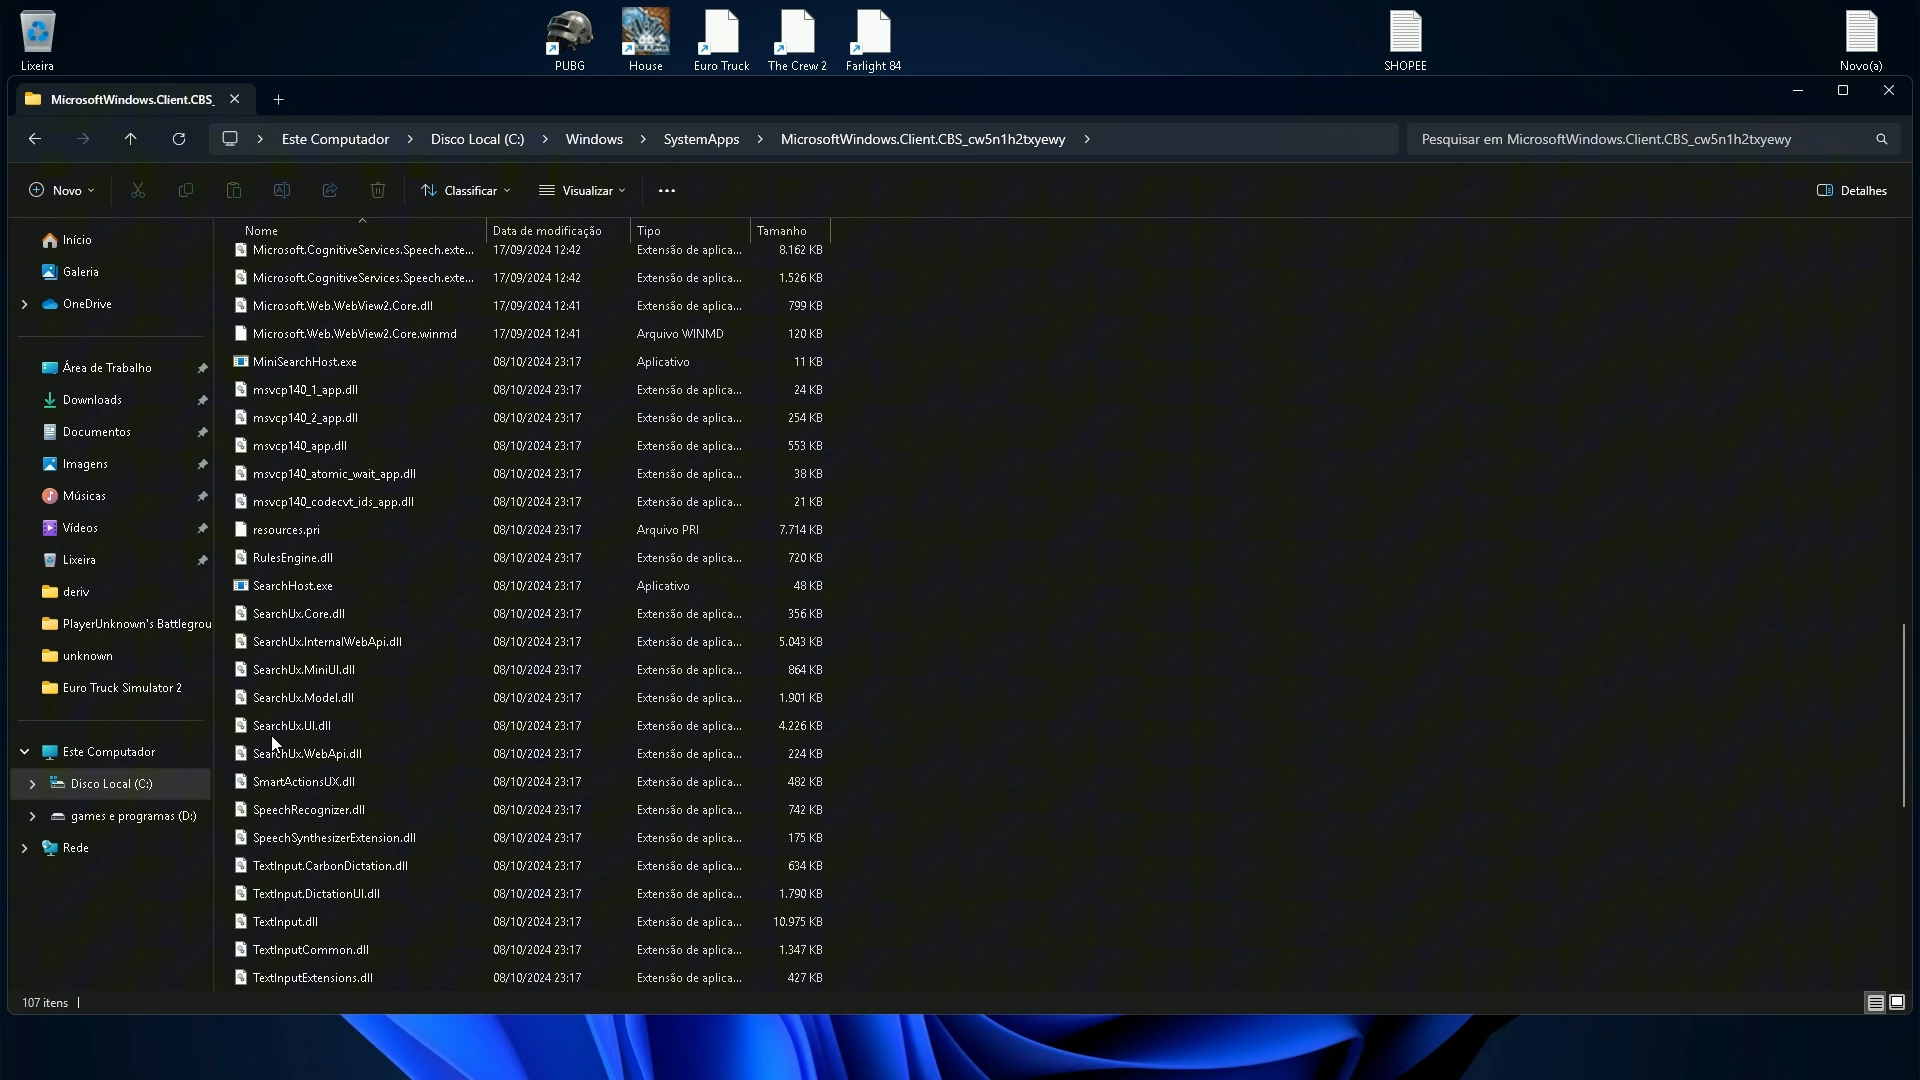 Lixeira
PUBG
House
Euro Truck
The Crew 2
Farlight 84
SHOPEE
Novo(a)
MicrosoftWindows.Client.CBS_
Este Computador > Disco Local (C:) > Windows > SystemApps > MicrosoftWindows.Client.CBS_cw5n1h2txyewy >
Pesquisar em MicrosoftWindows.Client.CBS_cw5n1h2txyewy
Novo
Classificar
Visualizar
Detalhes
Início
Galeria
OneDrive
Área de Trabalho
Downloads
Documentos
Imagens
Músicas
Vídeos
Lixeira
deriv
PlayerUnknown's Battlegrou
unknown
Euro Truck Simulator 2
Este Computador
Disco Local (C:)
games e programas (D:)
Rede
Nome Data de modificação Tipo Tamanho
Microsoft.CognitiveServices.Speech.exte... 17/09/2024 12:42 Extensão de aplica... 8.162 KB
Microsoft.CognitiveServices.Speech.exte... 17/09/2024 12:42 Extensão de aplica... 1.526 KB
Microsoft.Web.WebView2.Core.dll 17/09/2024 12:41 Extensão de aplica... 799 KB
Microsoft.Web.WebView2.Core.winmd 17/09/2024 12:41 Arquivo WINMD 120 KB
MiniSearchHost.exe 08/10/2024 23:17 Aplicativo 11 KB
msvcp140_1_app.dll 08/10/2024 23:17 Extensão de aplica... 24 KB
msvcp140_2_app.dll 08/10/2024 23:17 Extensão de aplica... 254 KB
msvcp140_app.dll 08/10/2024 23:17 Extensão de aplica... 553 KB
msvcp140_atomic_wait_app.dll 08/10/2024 23:17 Extensão de aplica... 38 KB
msvcp140_codecvt_ids_app.dll 08/10/2024 23:17 Extensão de aplica... 21 KB
resources.pri 08/10/2024 23:17 Arquivo PRI 7.714 KB
RulesEngine.dll 08/10/2024 23:17 Extensão de aplica... 720 KB
SearchHost.exe 08/10/2024 23:17 Aplicativo 48 KB
SearchUx.Core.dll 08/10/2024 23:17 Extensão de aplica... 356 KB
SearchUx.InternalWebApi.dll 08/10/2024 23:17 Extensão de aplica... 5.043 KB
SearchUx.MiniUI.dll 08/10/2024 23:17 Extensão de aplica... 864 KB
SearchUx.Model.dll 08/10/2024 23:17 Extensão de aplica... 1.901 KB
SearchUx.UI.dll 08/10/2024 23:17 Extensão de aplica... 4.226 KB
SearchUx.WebApi.dll 08/10/2024 23:17 Extensão de aplica... 224 KB
SmartActionsUX.dll 08/10/2024 23:17 Extensão de aplica... 482 KB
SpeechRecognizer.dll 08/10/2024 23:17 Extensão de aplica... 742 KB
SpeechSynthesizerExtension.dll 08/10/2024 23:17 Extensão de aplica... 175 KB
TextInput.CarbonDictation.dll 08/10/2024 23:17 Extensão de aplica... 634 KB
TextInput.DictationUI.dll 08/10/2024 23:17 Extensão de aplica... 1.790 KB
TextInput.dll 08/10/2024 23:17 Extensão de aplica... 10.975 KB
TextInputCommon.dll 08/10/2024 23:17 Extensão de aplica... 1.347 KB
TextInputExtensions.dll 08/10/2024 23:17 Extensão de aplica... 427 KB
107 itens